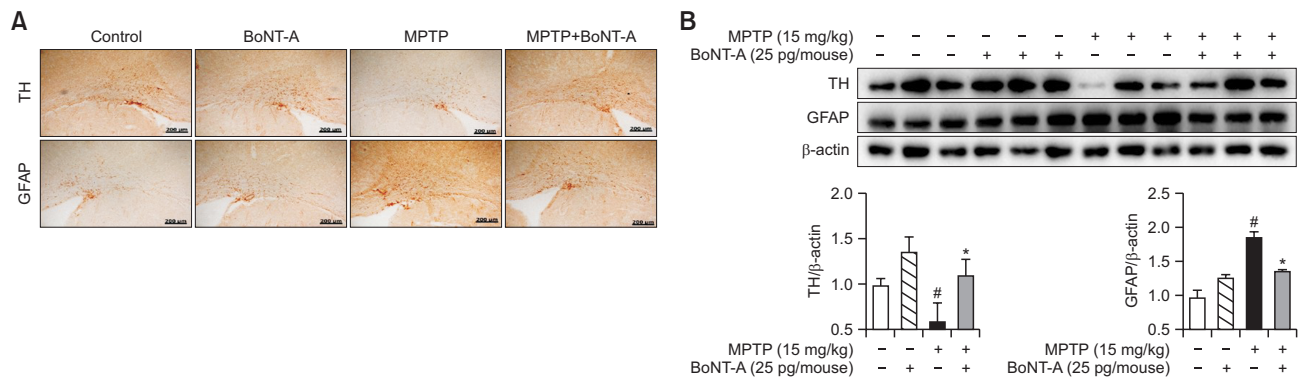 A
Control BoNT-A MPTP MPTP+BoNT-A
TH
200 μm 200 μm 200 μm 200 μm
GFAP
200 μm 200 μm 200 μm 200 μm
B
MPTP (15 mg/kg) – – – – – – + + + + + +
BoNT-A (25 pg/mouse) – – – + + + – – – + + +
TH
GFAP
β-actin
TH/β-actin
2.0
1.5
1.0
0.5
# *
MPTP (15 mg/kg) – – + +
BoNT-A (25 pg/mouse) – + – +
GFAP/β-actin
2.5
2.0
1.5
1.0
0.5
# *
MPTP (15 mg/kg) – – + +
BoNT-A (25 pg/mouse) – + – +